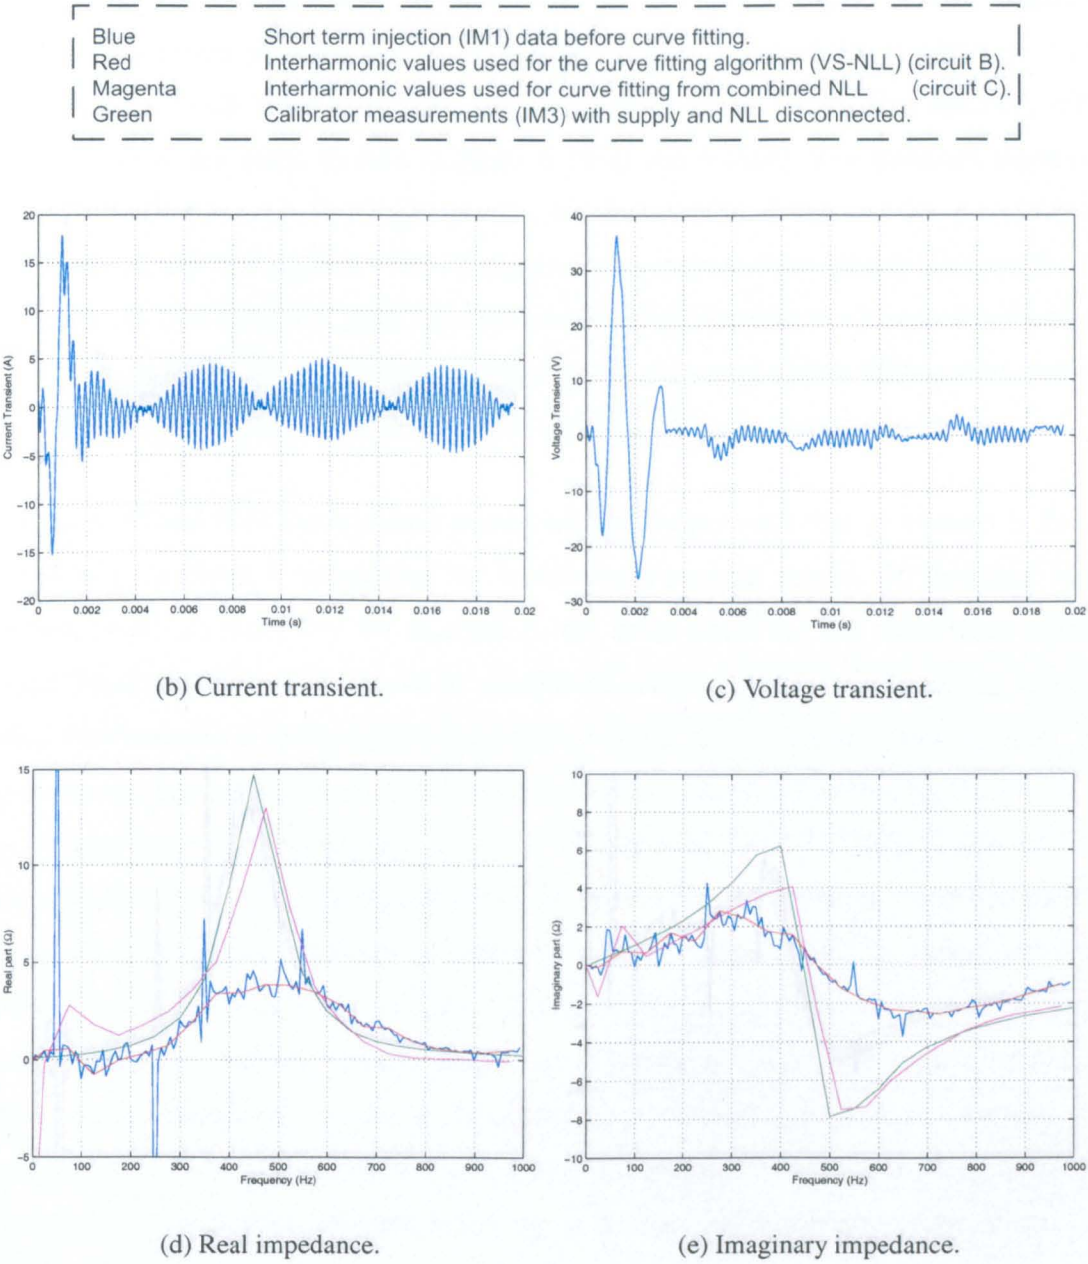 Blue Short term injection (IM1) data before curve fitting.
Red Interharmonic values used for the curve fitting algorithm (VS-NLL) (circuit B).
Magenta Interharmonic values used for curve fitting from combined NLL (circuit C).
Green Calibrator measurements (IM3) with supply and NLL disconnected.
20
15
10
5
0
−5
−10
−15
−20
Current Transient (A)
0 0.002 0.004 0.006 0.008 0.01 0.012 0.014 0.016 0.018 0.02
Time (s)
40
30
20
10
0
−10
−20
−30
Voltage Transient (V)
0 0.002 0.004 0.006 0.008 0.01 0.012 0.014 0.016 0.018 0.02
Time (s)
(b) Current transient.
(c) Voltage transient.
15
10
5
0
−5
Real part (Ω)
0 100 200 300 400 500 600 700 800 900 1000
Frequency (Hz)
10
8
6
4
2
0
−2
−4
−6
−8
−10
Imaginary part (Ω)
0 100 200 300 400 500 600 700 800 900 1000
Frequency (Hz)
(d) Real impedance.
(e) Imaginary impedance.